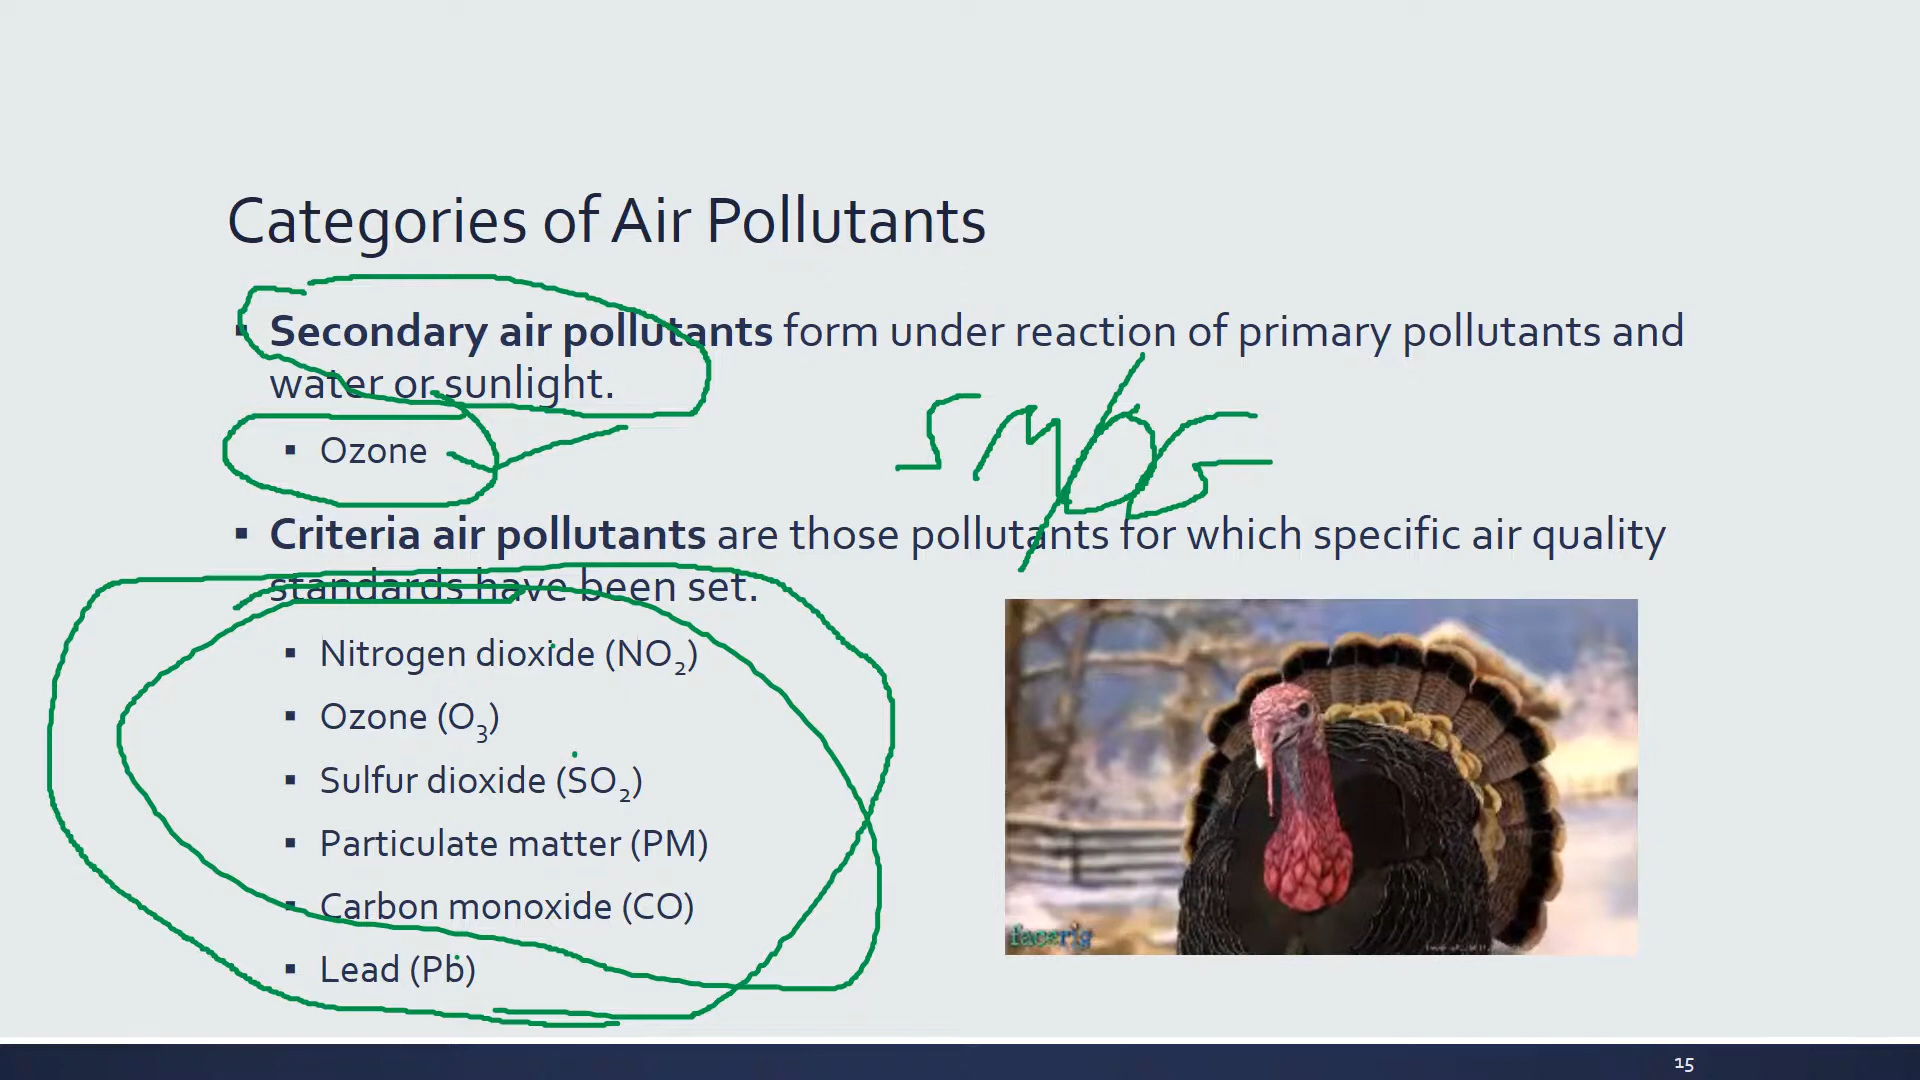 Categories of Air Pollutants
▪ Secondary air pollutants form under reaction of primary pollutants and
water or sunlight.
▪ Ozone
▪ Criteria air pollutants are those pollutants for which specific air quality
standards have been set.
▪ Nitrogen dioxide (NO₂)
▪ Ozone (O₃)
▪ Sulfur dioxide (SO₂)
▪ Particulate matter (PM)
▪ Carbon monoxide (CO)
▪ Lead (Pb)
facerig
15